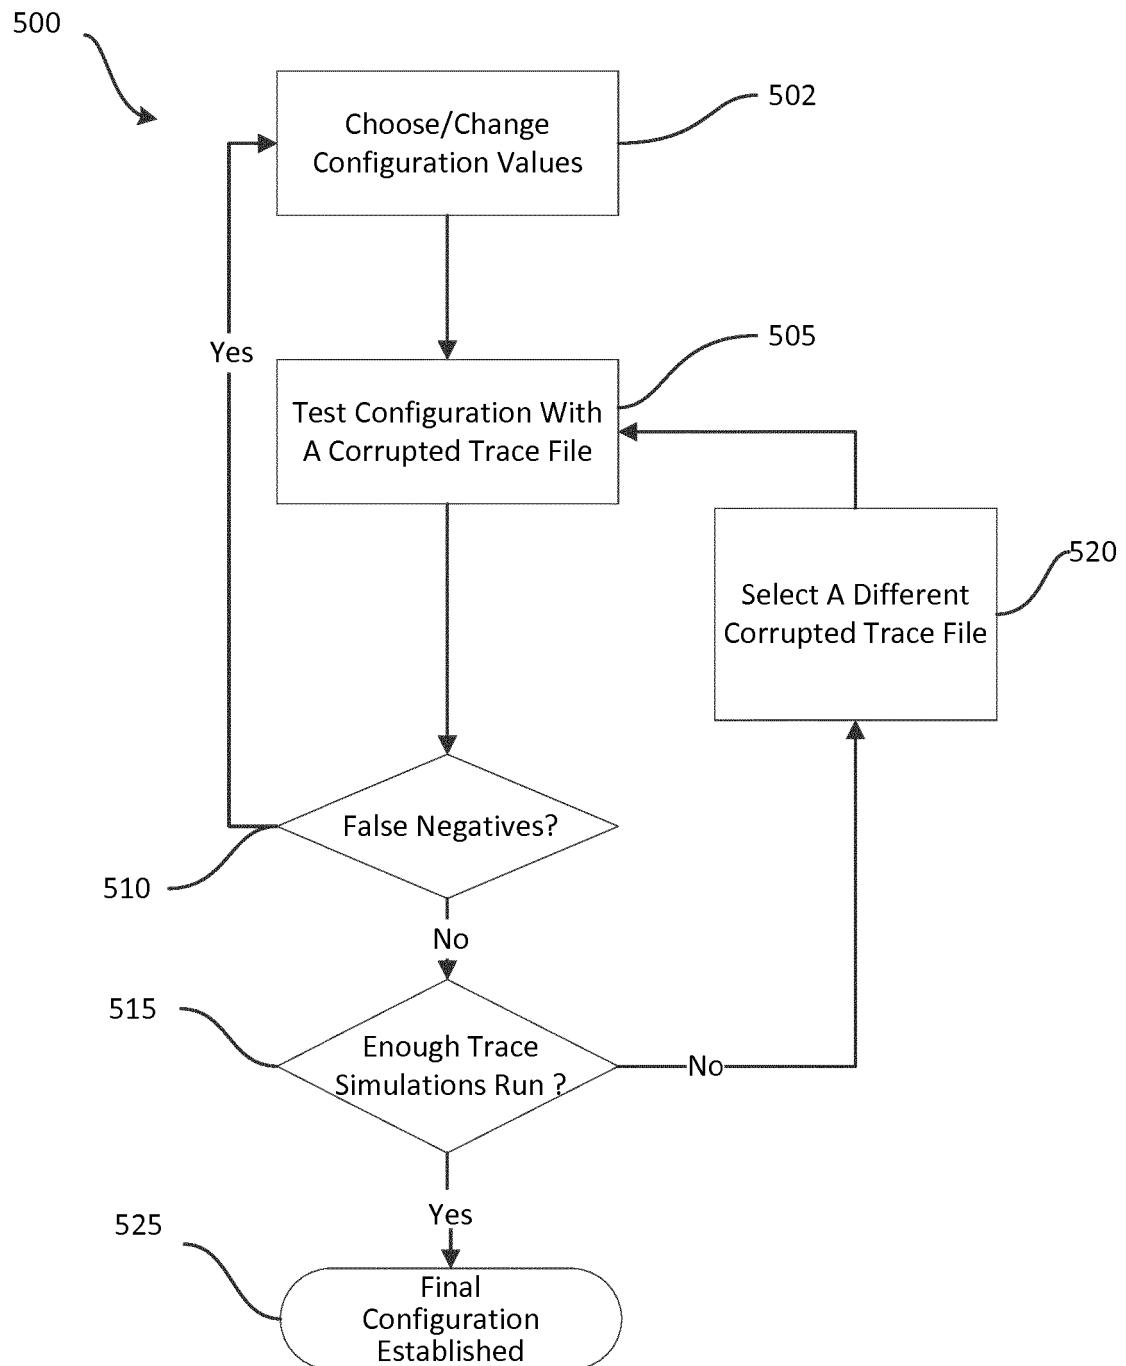 500
502
Choose/Change
Configuration Values
505
Yes
Test Configuration With
A Corrupted Trace File
520
Select A Different
Corrupted Trace File
False Negatives?
510
No
515
Enough Trace
Simulations Run ?
No
Yes
525
Final
Configuration
Established